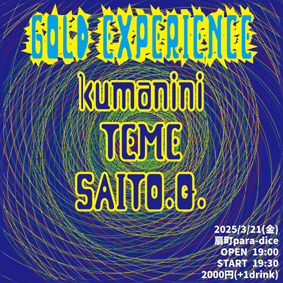 GOLD EXPERIENCE
kumanini
TEME
SAITO.G.
2025/3/21(金)
扇町para-dice
OPEN 19:00
START 19:30
2000円(+1drink)